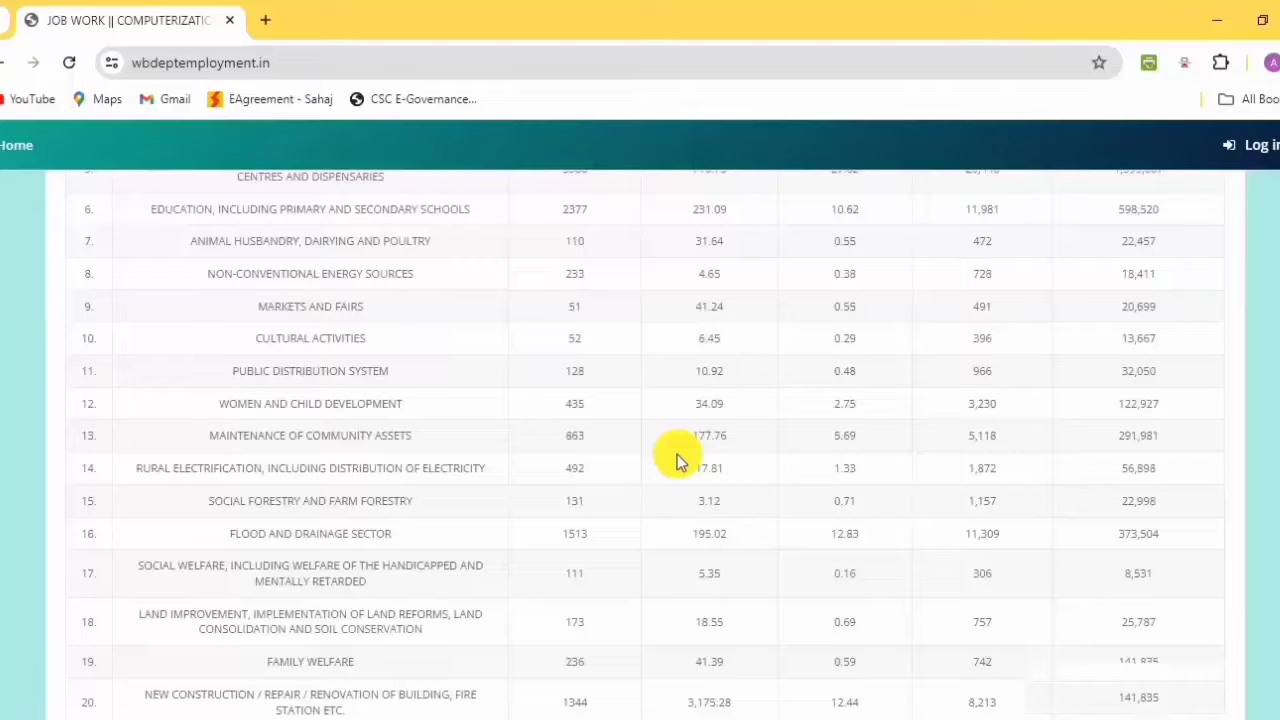 JOB WORK || COMPUTERIZATIC
wbdeptemployment.in
YouTube Maps Gmail EAgreement - Sahaj CSC E-Governance... All Boo
Home Log in
CENTRES AND DISPENSARIES
6. EDUCATION, INCLUDING PRIMARY AND SECONDARY SCHOOLS 2377 231.09 10.62 11,981 598,520
7. ANIMAL HUSBANDRY, DAIRYING AND POULTRY 110 31.64 0.55 472 22,457
8. NON-CONVENTIONAL ENERGY SOURCES 233 4.65 0.38 728 18,411
9. MARKETS AND FAIRS 51 41.24 0.55 491 20,699
10. CULTURAL ACTIVITIES 52 6.45 0.29 396 13,667
11. PUBLIC DISTRIBUTION SYSTEM 128 10.92 0.48 966 32,050
12. WOMEN AND CHILD DEVELOPMENT 435 34.09 2.75 3,230 122,927
13. MAINTENANCE OF COMMUNITY ASSETS 663 177.76 5.69 5,118 291,981
14. RURAL ELECTRIFICATION, INCLUDING DISTRIBUTION OF ELECTRICITY 492 17.81 1.33 1,872 56,898
15. SOCIAL FORESTRY AND FARM FORESTRY 131 3.12 0.71 1,157 22,998
16. FLOOD AND DRAINAGE SECTOR 1513 195.02 12.83 11,309 373,504
17. SOCIAL WELFARE, INCLUDING WELFARE OF THE HANDICAPPED AND
MENTALLY RETARDED 111 5.35 0.16 306 8,531
18. LAND IMPROVEMENT, IMPLEMENTATION OF LAND REFORMS, LAND
CONSOLIDATION AND SOIL CONSERVATION 173 18.55 0.69 757 25,787
19. FAMILY WELFARE 236 41.39 0.59 742 141,835
20. NEW CONSTRUCTION / REPAIR / RENOVATION OF BUILDING, FIRE
STATION ETC. 1344 3,175.28 12.44 8,213 141,835